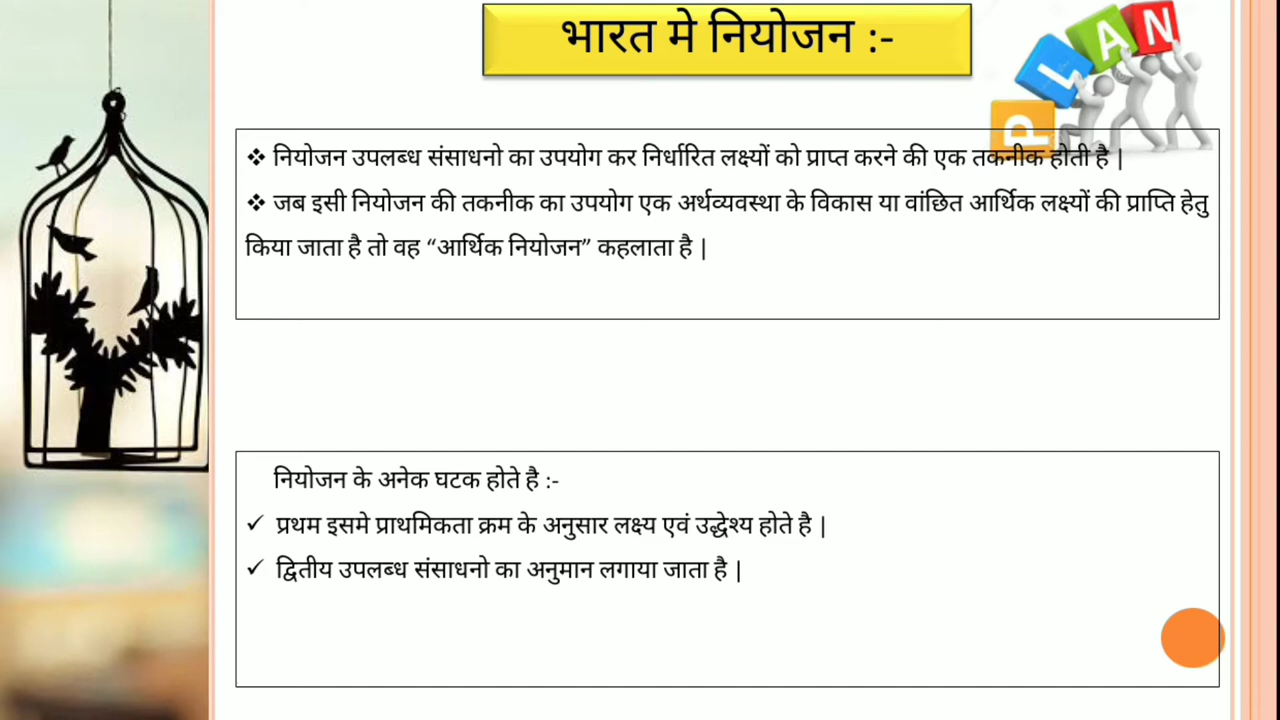 भारत मे नियोजन :-
PLAN
❖ नियोजन उपलब्ध संसाधनो का उपयोग कर निर्धारित लक्ष्यों को प्राप्त करने की एक तकनीक होती है |
❖ जब इसी नियोजन की तकनीक का उपयोग एक अर्थव्यवस्था के विकास या वांछित आर्थिक लक्ष्यों की प्राप्ति हेतु
किया जाता है तो वह “आर्थिक नियोजन” कहलाता है |
नियोजन के अनेक घटक होते है :-
✓ प्रथम इसमे प्राथमिकता क्रम के अनुसार लक्ष्य एवं उद्धेश्य होते है |
✓ द्वितीय उपलब्ध संसाधनो का अनुमान लगाया जाता है |